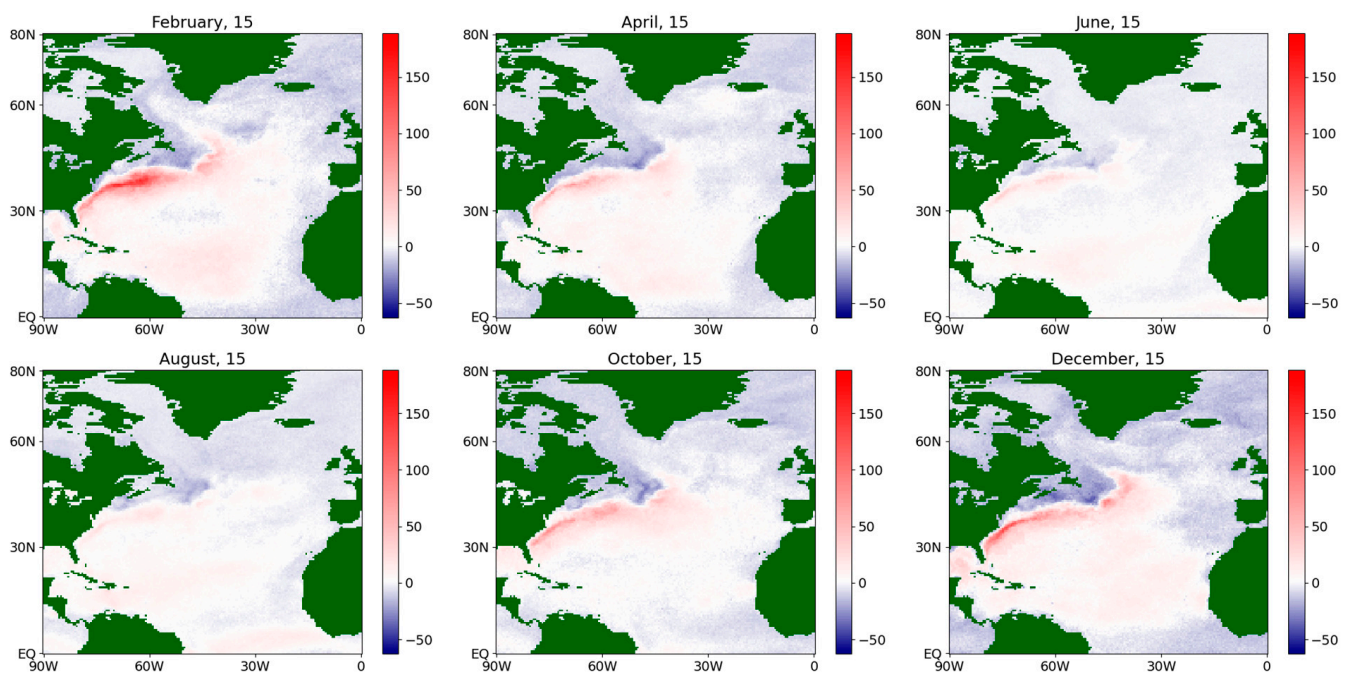 February, 15
April, 15
June, 15
80N
60N
30N
EQ
90W
60W
30W
0
150
100
50
0
−50
80N
60N
30N
EQ
90W
60W
30W
0
150
100
50
0
−50
80N
60N
30N
EQ
90W
60W
30W
0
150
100
50
0
−50
August, 15
October, 15
December, 15
80N
60N
30N
EQ
90W
60W
30W
0
150
100
50
0
−50
80N
60N
30N
EQ
90W
60W
30W
0
150
100
50
0
−50
80N
60N
30N
EQ
90W
60W
30W
0
150
100
50
0
−50